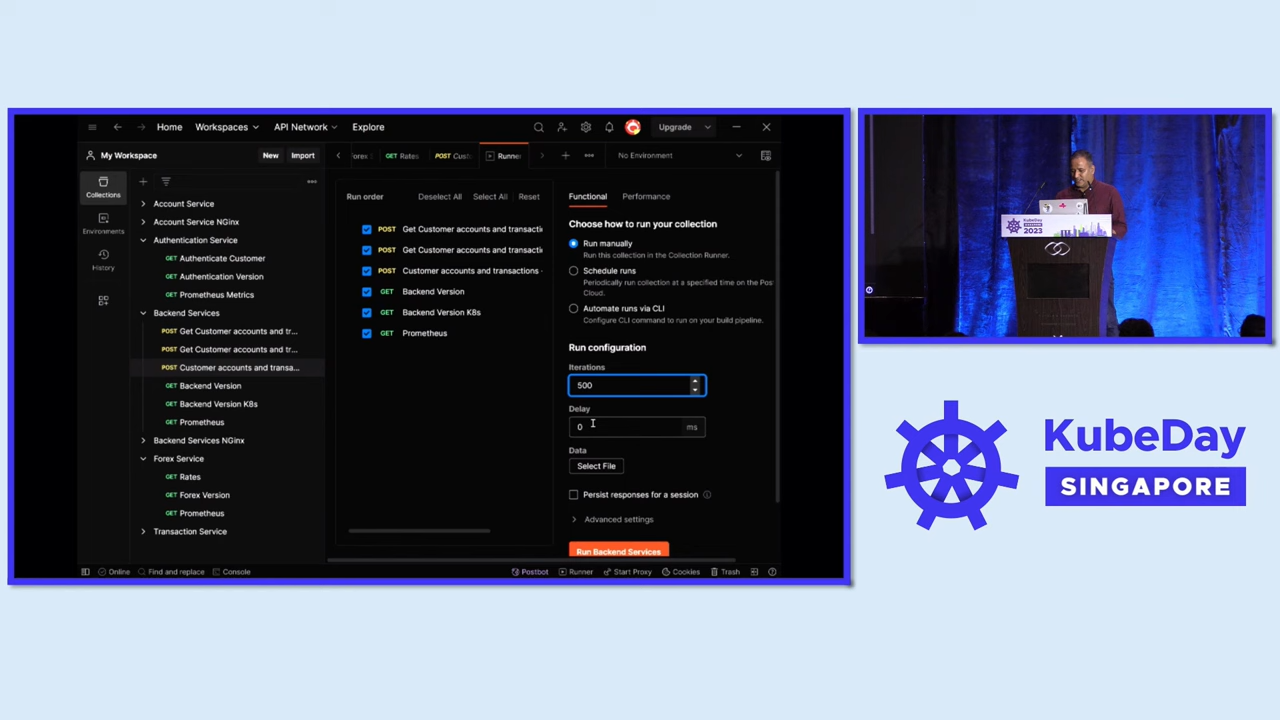 Home Workspaces API Network Explore Upgrade
My Workspace New Import
GET Rates POST Runner No Environment
Collections
Environments
History
Account Service
Account Service NGinx
Authentication Service
GET Authenticate Customer
GET Authentication Version
GET Prometheus Metrics
Backend Services
POST Get Customer accounts and tr...
POST Get Customer accounts and tr...
POST Customer accounts and transa...
GET Backend Version
GET Backend Version K8s
GET Prometheus
Backend Services NGinx
Forex Service
GET Rates
GET Forex Version
GET Prometheus
Transaction Service
Run order Deselect All Select All Reset
POST Get Customer accounts and transacti
POST Get Customer accounts and transacti
POST Customer accounts and transactions
GET Backend Version
GET Backend Version K8s
GET Prometheus
Functional Performance
Choose how to run your collection
Run manually
Run this collection in the Collection Runner.
Schedule runs
Periodically run collection at a specified time on the Pos
Cloud.
Automate runs via CLI
Configure CLI command to run on your build pipeline.
Run configuration
Iterations
500
Delay
0 ms
Data
Select File
Persist responses for a session
Advanced settings
Run Backend Services
Online Find and replace Console Postbot Runner Start Proxy Cookies Trash
KubeDay
SINGAPORE
2023
KubeDay
SINGAPORE